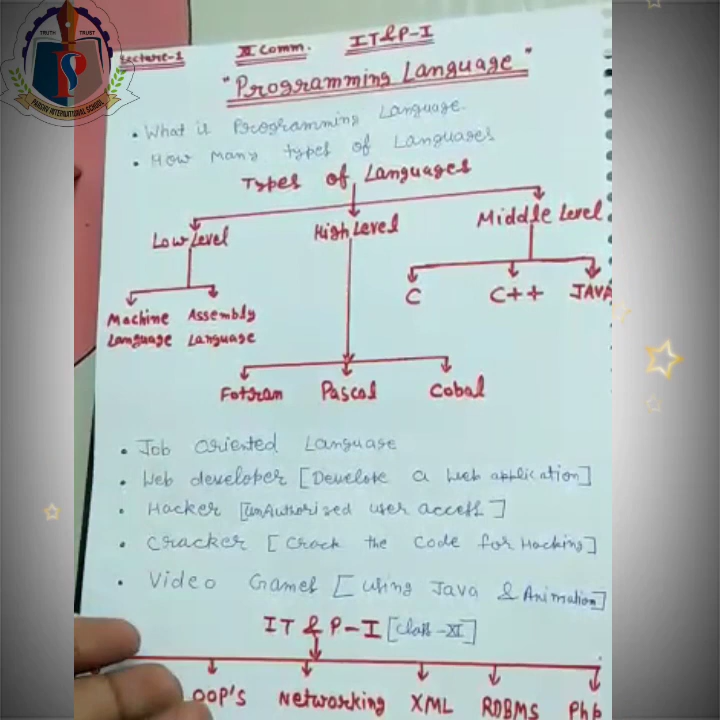 TRUTH TRUST
PARTH INTERNATIONAL SCHOOL
Lecture-1 XI Comm. IT&P-I
"Programming Language"
• What is Programming Language.
• How many types of Languages
Types of Languages
Low Level High Level Middle Level
C C++ JAVA
Machine Language Assembly Language
Fotran Pascal Cobal
• Job oriented Language
• Web developer [Develope a web application]
• Hacker [unAuthorised user access]
• Cracker [Crack the code for Hacking]
• Video Games [using Java & Animation]
IT & P-I [Class-XI]
OOP'S Networking XML RDBMS Php